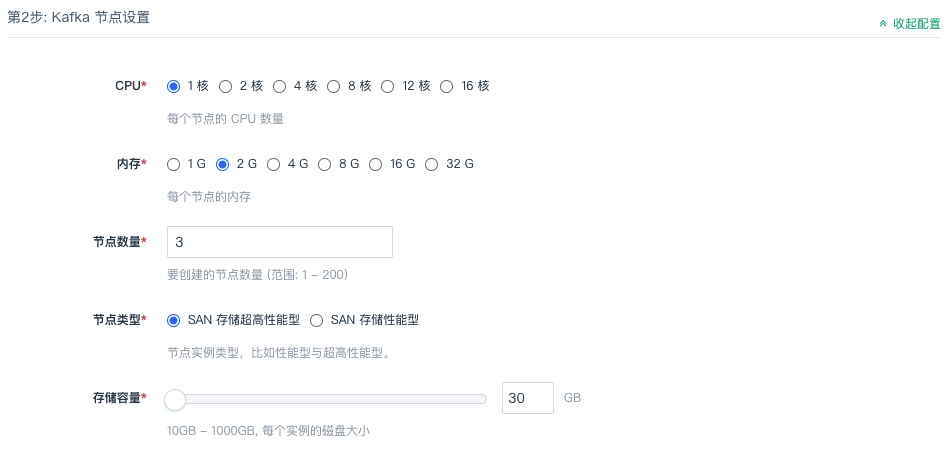 第2步: Kafka 节点设置
收起配置
CPU* 1 核 2 核 4 核 8 核 12 核 16 核
每个节点的 CPU 数量
内存* 1 G 2 G 4 G 8 G 16 G 32 G
每个节点的内存
节点数量* 3
要创建的节点数量 (范围: 1 – 200)
节点类型* SAN 存储超高性能型 SAN 存储性能型
节点实例类型，比如性能型与超高性能型。
存储容量* 30 GB
10GB – 1000GB, 每个实例的磁盘大小